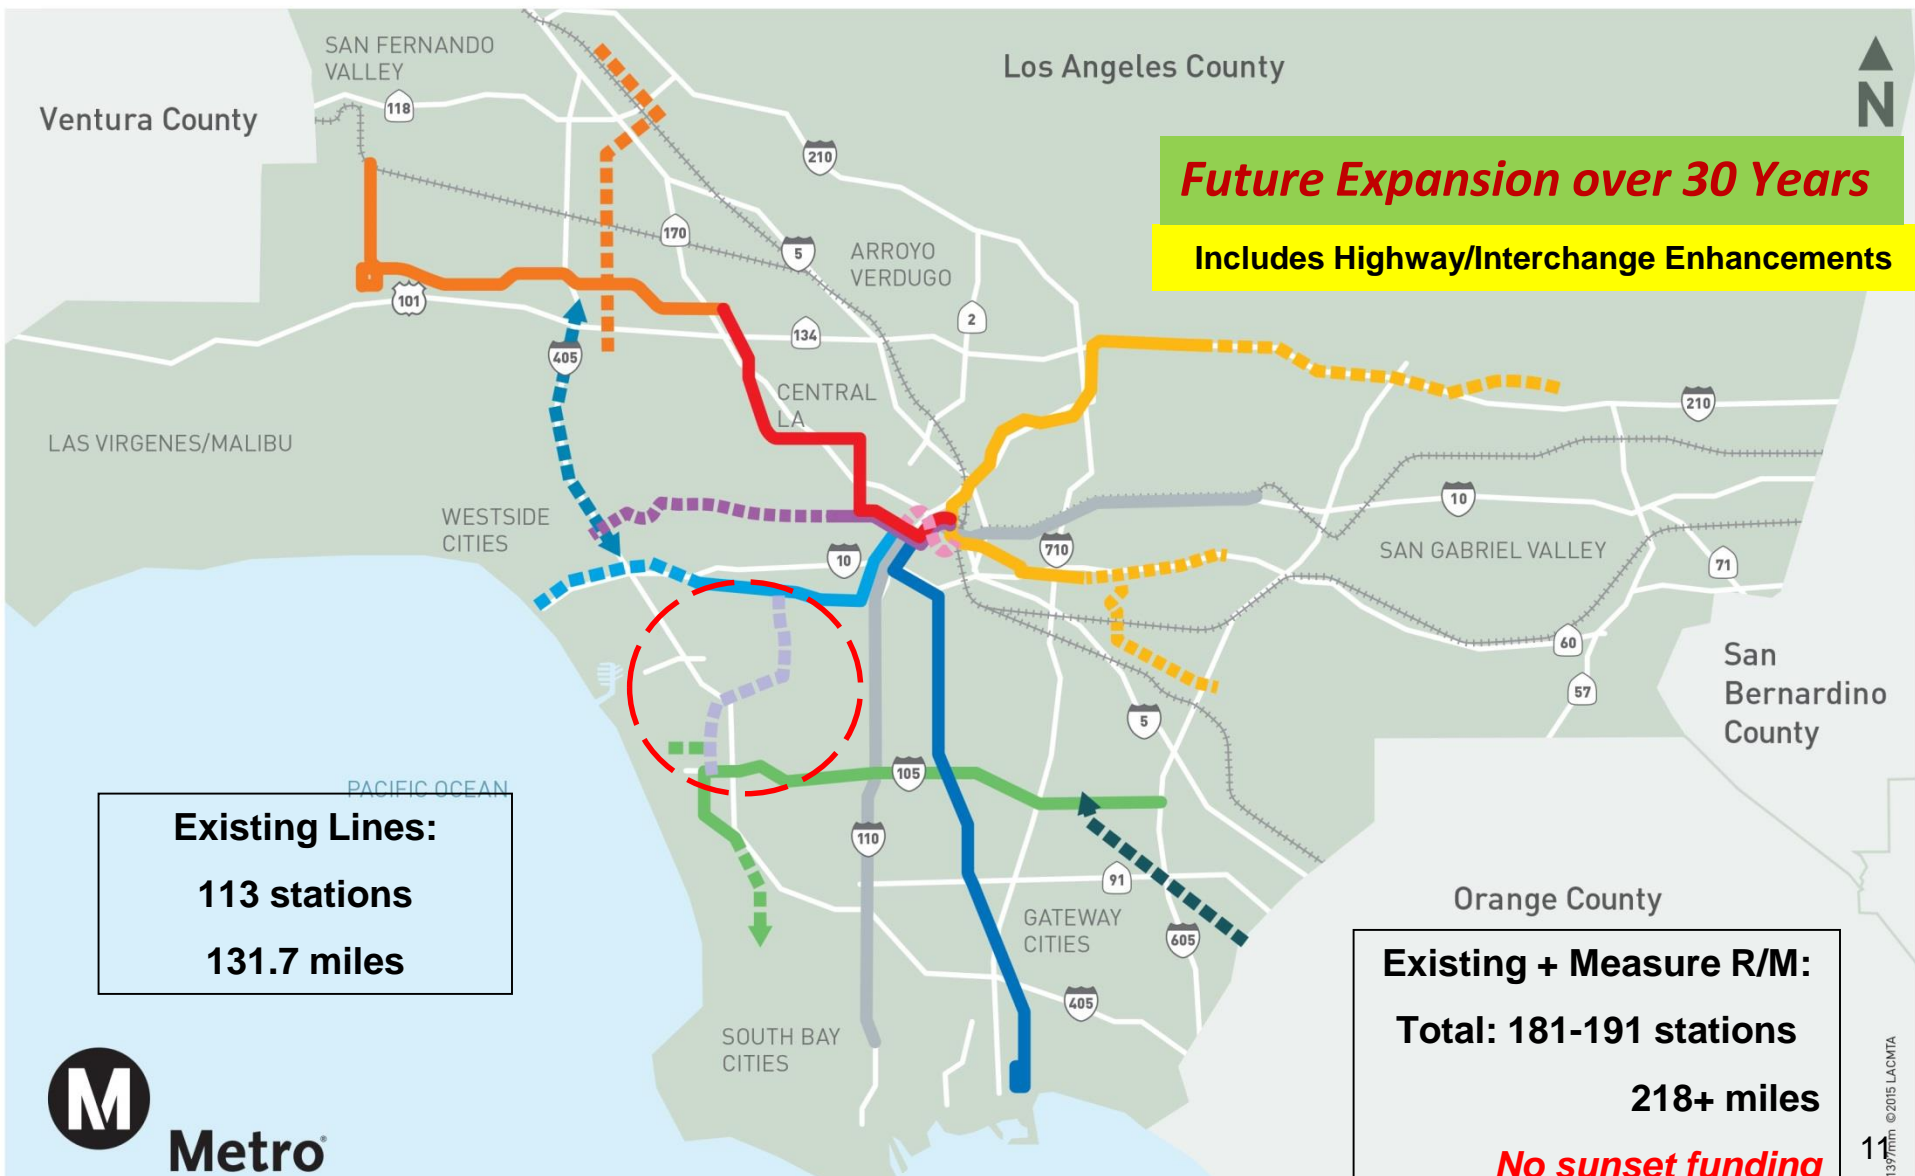 SAN FERNANDO
VALLEY
Los Angeles County
N
Ventura County
118
210
Future Expansion over 30 Years
170
5
ARROYO
VERDUGO
Includes Highway/Interchange Enhancements
101
2
134
405
CENTRAL
LA
210
LAS VIRGENES/MALIBU
10
WESTSIDE
CITIES
10
710
SAN GABRIEL VALLEY
71
60
San
Bernardino
County
57
5
105
PACIFIC OCEAN
Existing Lines:
113 stations
131.7 miles
110
91
Orange County
GATEWAY
CITIES
605
405
Existing + Measure R/M:
Total: 181-191 stations
218+ miles
No sunset funding
SOUTH BAY
CITIES
M
Metro
11
©2015 LACMTA